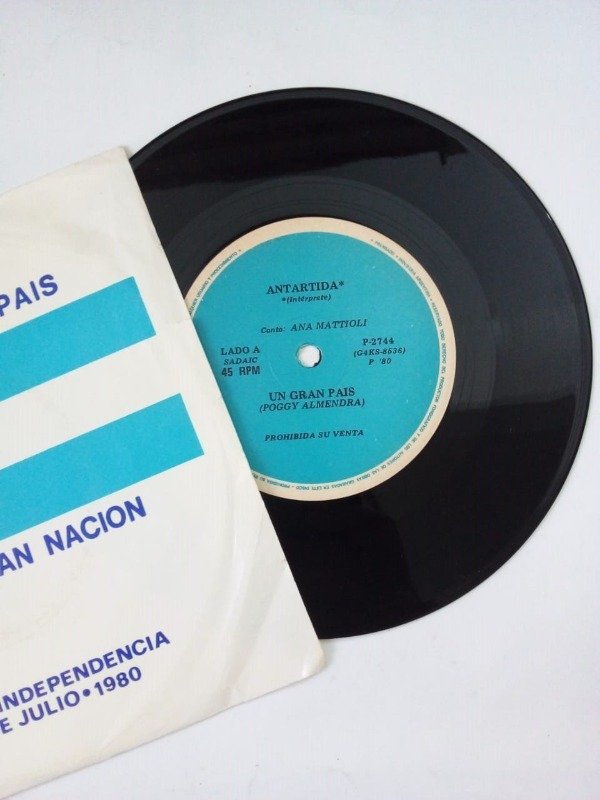 PAIS
AN NACION
INDEPENDENCIA
E JULIO • 1980
ANTARTIDA*
*(Intérprete)
Canta: ANA MATTIOLI
LADO A
SADAIC
45 RPM
P-2744
(G4KS-8636)
P '80
UN GRAN PAIS
(POGGY ALMENDRA)
PROHIBIDA SU VENTA